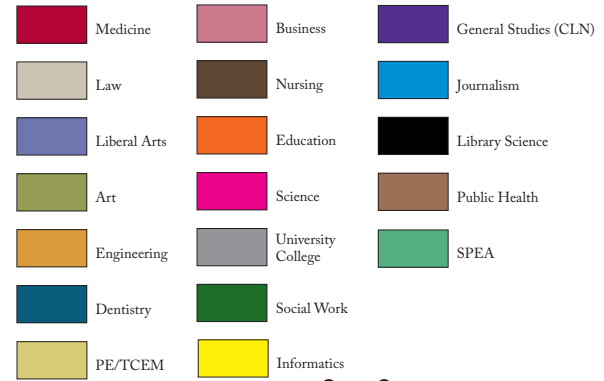 Medicine
Law
Liberal Arts
Art
Engineering
Dentistry
PE/TCEM
Business
Nursing
Education
Science
University
College
Social Work
Informatics
General Studies (CLN)
Journalism
Library Science
Public Health
SPEA